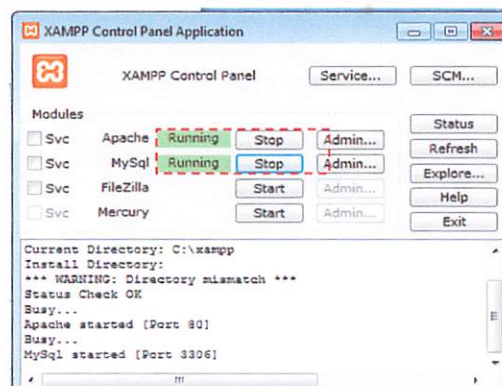 XAMPP Control Panel Application
XAMPP Control Panel Service... SCM...
Modules
Svc Apache Running Stop Admin...
Svc MySql Running Stop Admin...
Svc FileZilla Start Admin...
Svc Mercury Start Admin...
Status
Refresh
Explore...
Help
Exit
Current Directory: C:\xampp
Install Directory:
*** WARNING: Directory mismatch ***
Status Check OK
Busy...
Apache started [Port 80]
Busy...
MySql started [Port 3306]